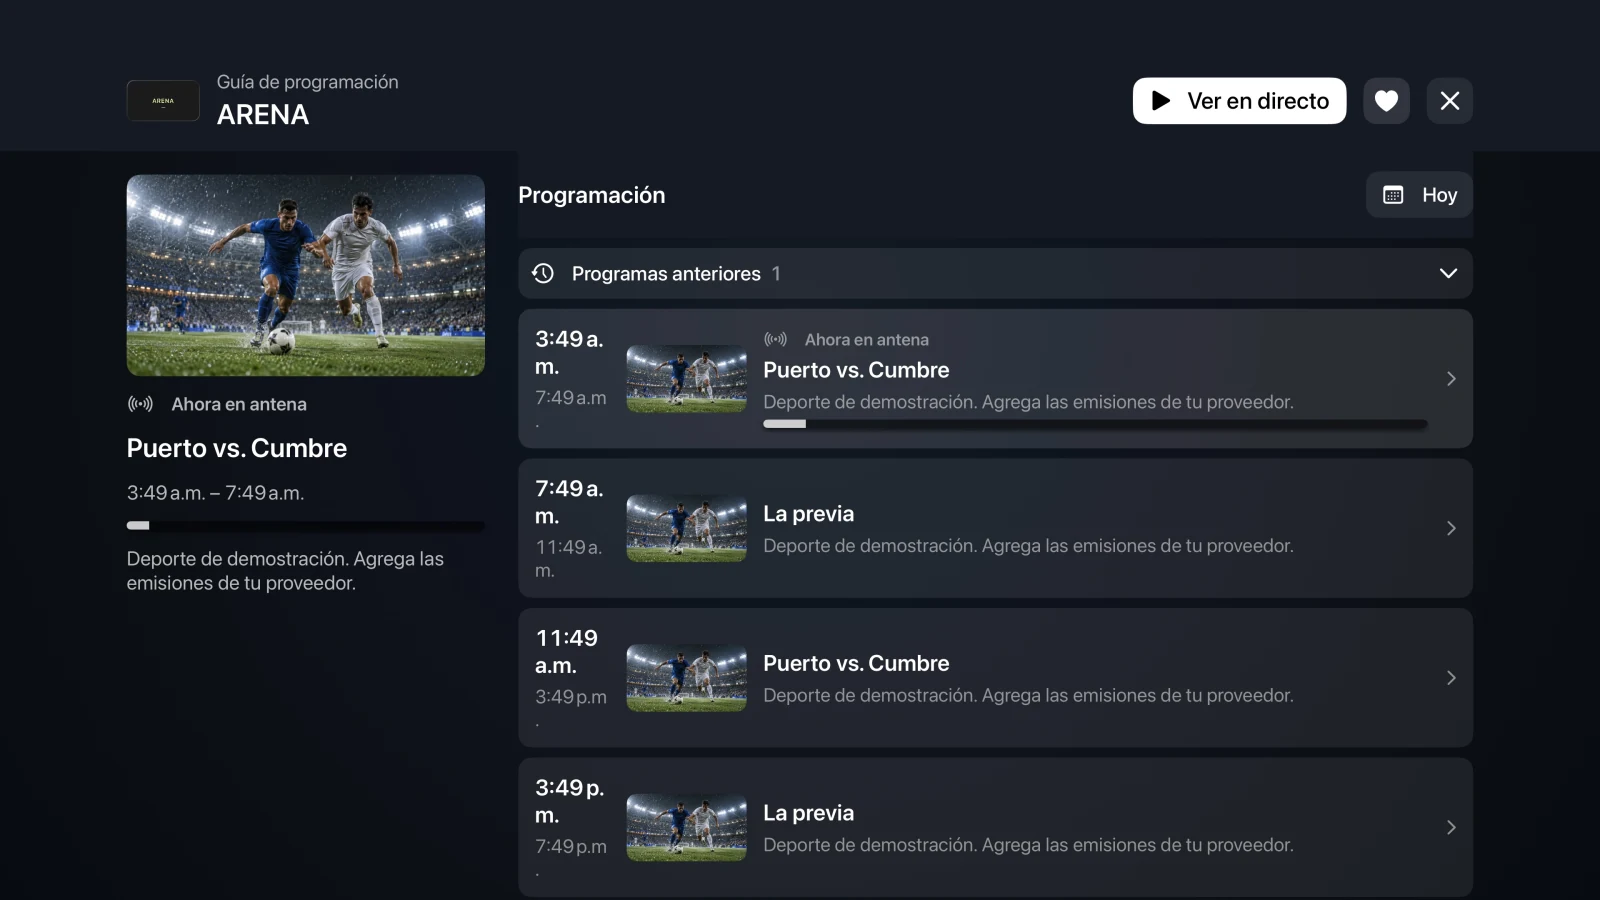 ARENA
Guía de programación
ARENA
Ver en directo
Ahora en antena
Puerto vs. Cumbre
3:49 a.m. – 7:49 a.m.
Deporte de demostración. Agrega las
emisiones de tu proveedor.
Programación
Hoy
Programas anteriores 1
3:49 a.
m.
7:49 a.m
.
Ahora en antena
Puerto vs. Cumbre
Deporte de demostración. Agrega las emisiones de tu proveedor.
7:49 a.
m.
11:49 a.
m.
La previa
Deporte de demostración. Agrega las emisiones de tu proveedor.
11:49
a.m.
3:49 p.m
.
Puerto vs. Cumbre
Deporte de demostración. Agrega las emisiones de tu proveedor.
3:49 p.
m.
7:49 p.m
.
La previa
Deporte de demostración. Agrega las emisiones de tu proveedor.